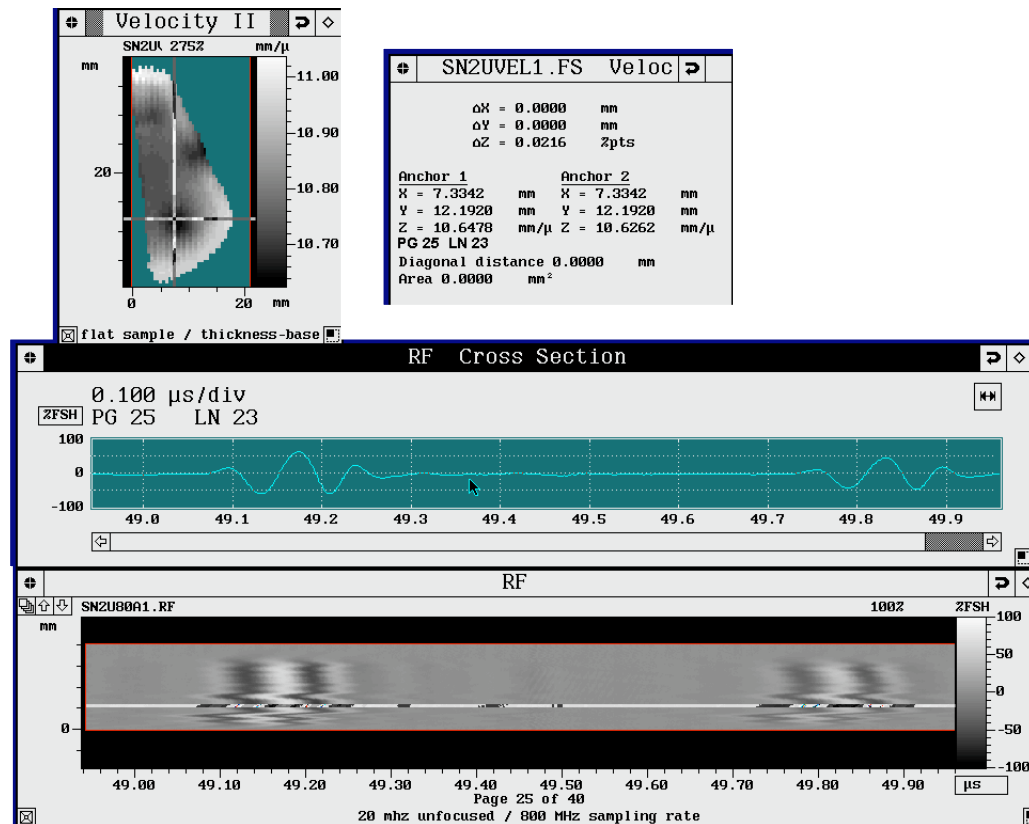 Velocity II
SN2U\ 275% mm/µ
mm
11.00
10.90
20
10.80
10.70
0 20 mm
flat sample / thickness-base
SN2UVEL1.FS Veloc
△X = 0.0000 mm
△Y = 0.0000 mm
△Z = 0.0216 %pts
Anchor 1 Anchor 2
X = 7.3342 mm X = 7.3342 mm
Y = 12.1920 mm Y = 12.1920 mm
Z = 10.6478 mm/µ Z = 10.6262 mm/µ
PG 25 LN 23
Diagonal distance 0.0000 mm
Area 0.0000 mm²
RF Cross Section
0.100 µs/div
%FSH PG 25 LN 23
100
0
-100
49.0 49.1 49.2 49.3 49.4 49.5 49.6 49.7 49.8 49.9
RF
SN2U80A1.RF 100% %FSH
mm
100
50
0
0
-50
-100
49.00 49.10 49.20 49.30 49.40 49.50 49.60 49.70 49.80 49.90 µs
Page 25 of 40
20 mhz unfocused / 800 MHz sampling rate